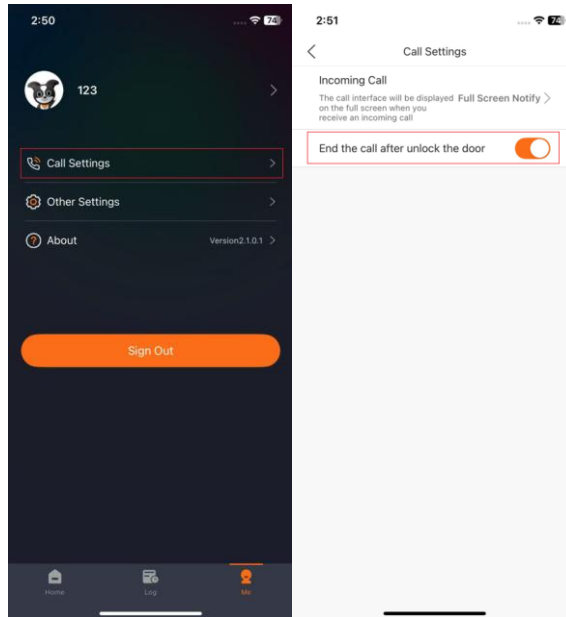 2:50
74
123
Call Settings
Other Settings
About
Version2.1.0.1
Sign Out
Home
Log
Me
2:51
74
Call Settings
Incoming Call
The call interface will be displayed
on the full screen when you
receive an incoming call
Full Screen Notify
End the call after unlock the door